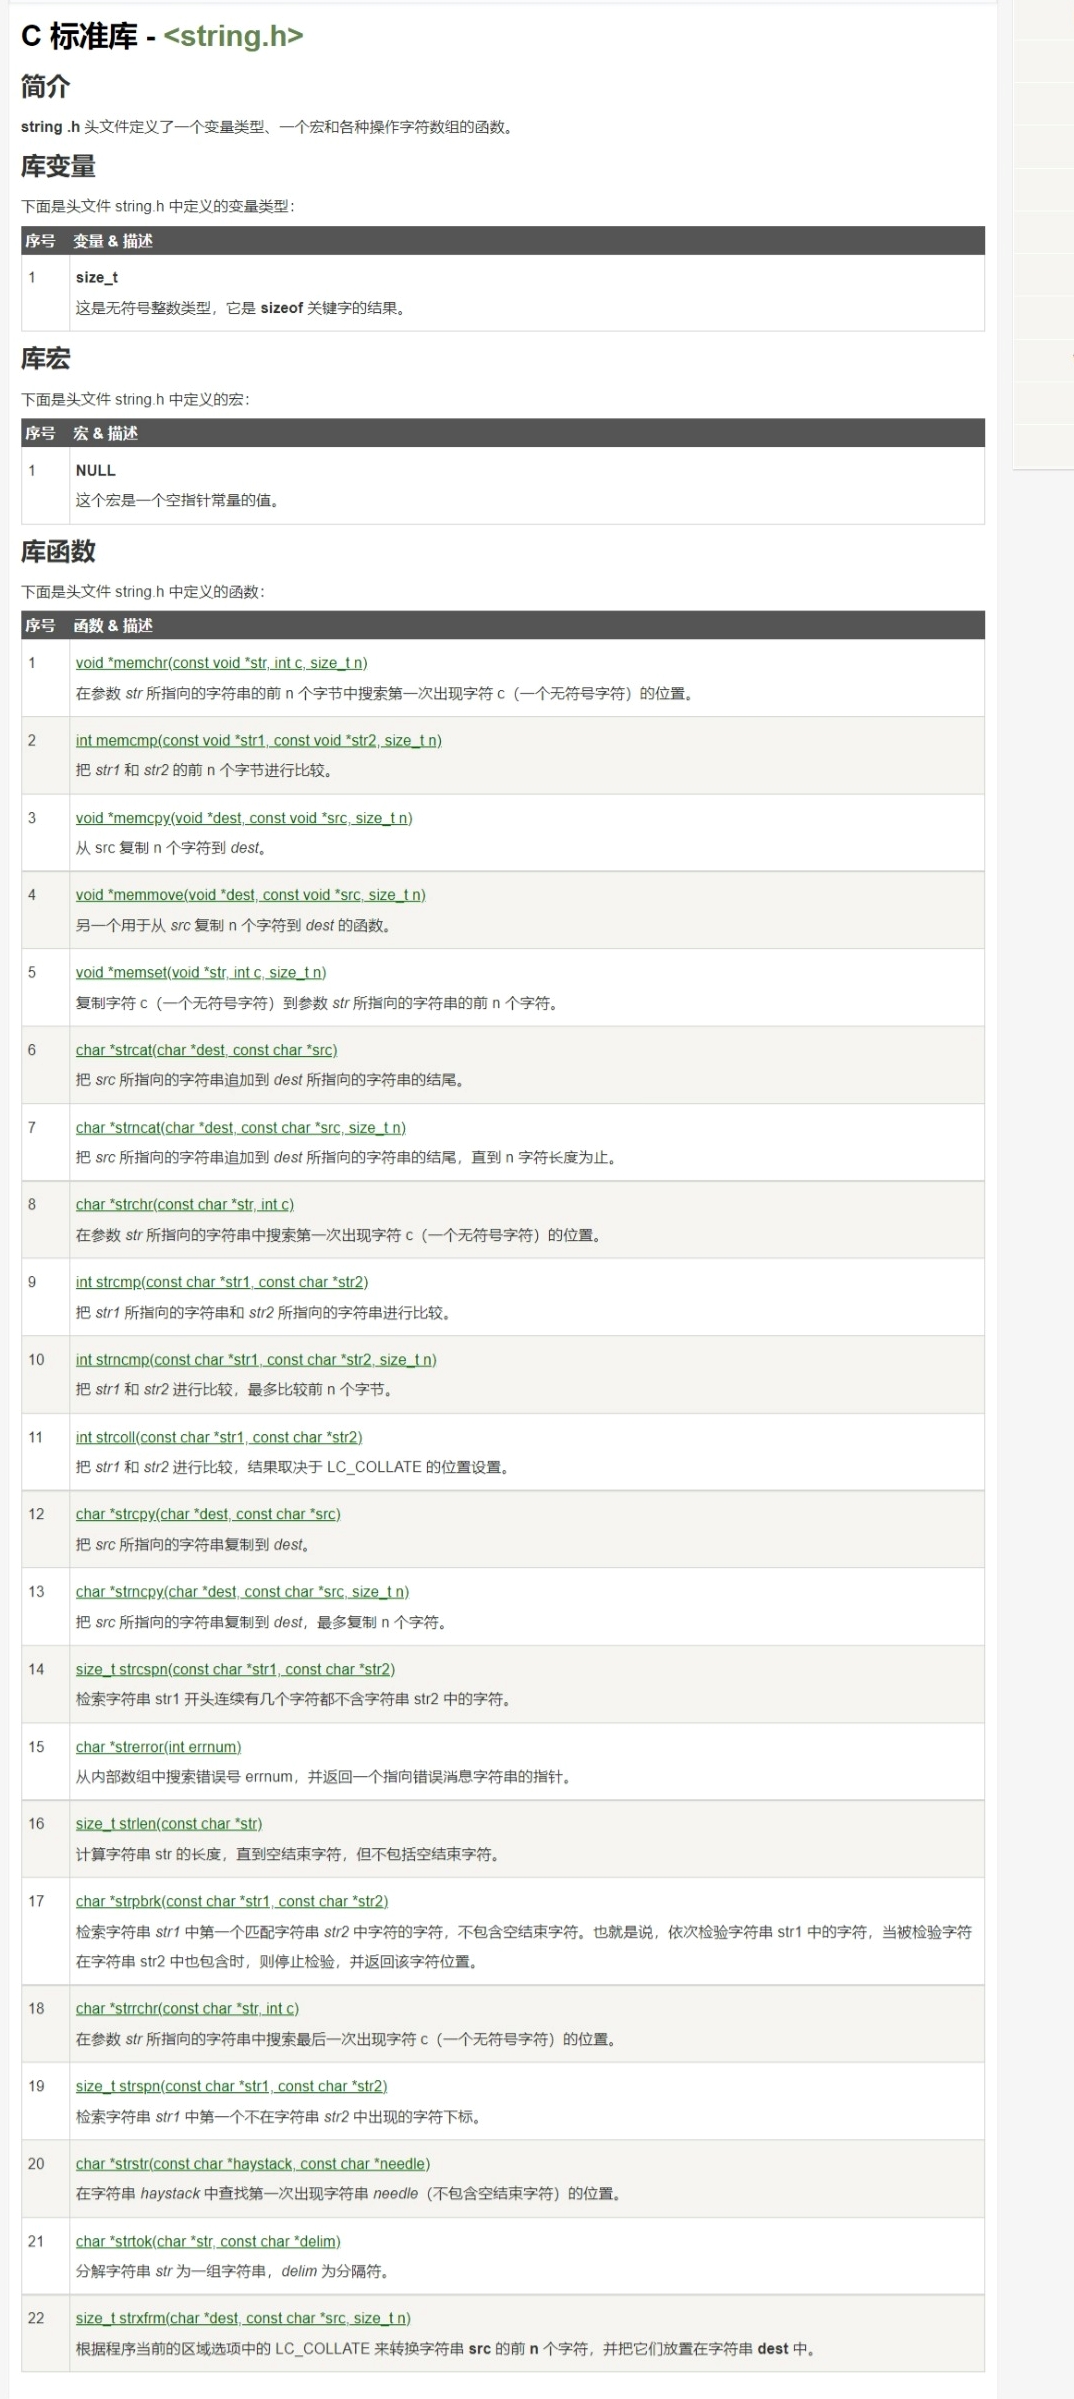 C 标准库 - <string.h>
简介
string .h 头文件定义了一个变量类型、一个宏和各种操作字符数组的函数。
库变量
下面是头文件 string.h 中定义的变量类型：
序号 变量 & 描述
1 size_t
这是无符号整数类型，它是 sizeof 关键字的结果。
库宏
下面是头文件 string.h 中定义的宏：
序号 宏 & 描述
1 NULL
这个宏是一个空指针常量的值。
库函数
下面是头文件 string.h 中定义的函数：
序号 函数 & 描述
1 void *memchr(const void *str, int c, size_t n)
在参数 str 所指向的字符串的前 n 个字节中搜索第一次出现字符 c（一个无符号字符）的位置。
2 int memcmp(const void *str1, const void *str2, size_t n)
把 str1 和 str2 的前 n 个字节进行比较。
3 void *memcpy(void *dest, const void *src, size_t n)
从 src 复制 n 个字符到 dest。
4 void *memmove(void *dest, const void *src, size_t n)
另一个用于从 src 复制 n 个字符到 dest 的函数。
5 void *memset(void *str, int c, size_t n)
复制字符 c（一个无符号字符）到参数 str 所指向的字符串的前 n 个字符。
6 char *strcat(char *dest, const char *src)
把 src 所指向的字符串追加到 dest 所指向的字符串的结尾。
7 char *strncat(char *dest, const char *src, size_t n)
把 src 所指向的字符串追加到 dest 所指向的字符串的结尾，直到 n 字符长度为止。
8 char *strchr(const char *str, int c)
在参数 str 所指向的字符串中搜索第一次出现字符 c（一个无符号字符）的位置。
9 int strcmp(const char *str1, const char *str2)
把 str1 所指向的字符串和 str2 所指向的字符串进行比较。
10 int strncmp(const char *str1, const char *str2, size_t n)
把 str1 和 str2 进行比较，最多比较前 n 个字节。
11 int strcoll(const char *str1, const char *str2)
把 str1 和 str2 进行比较，结果取决于 LC_COLLATE 的位置设置。
12 char *strcpy(char *dest, const char *src)
把 src 所指向的字符串复制到 dest。
13 char *strncpy(char *dest, const char *src, size_t n)
把 src 所指向的字符串复制到 dest，最多复制 n 个字符。
14 size_t strcspn(const char *str1, const char *str2)
检索字符串 str1 开头连续有几个字符都不含字符串 str2 中的字符。
15 char *strerror(int errnum)
从内部数组中搜索错误号 errnum，并返回一个指向错误消息字符串的指针。
16 size_t strlen(const char *str)
计算字符串 str 的长度，直到空结束字符，但不包括空结束字符。
17 char *strpbrk(const char *str1, const char *str2)
检索字符串 str1 中第一个匹配字符串 str2 中字符的字符，不包含空结束字符。也就是说，依次检验字符串 str1 中的字符，当被检验字符
在字符串 str2 中也包含时，则停止检验，并返回该字符位置。
18 char *strrchr(const char *str, int c)
在参数 str 所指向的字符串中搜索最后一次出现字符 c（一个无符号字符）的位置。
19 size_t strspn(const char *str1, const char *str2)
检索字符串 str1 中第一个不在字符串 str2 中出现的字符下标。
20 char *strstr(const char *haystack, const char *needle)
在字符串 haystack 中查找第一次出现字符串 needle（不包含空结束字符）的位置。
21 char *strtok(char *str, const char *delim)
分解字符串 str 为一组字符串，delim 为分隔符。
22 size_t strxfrm(char *dest, const char *src, size_t n)
根据程序当前的区域选项中的 LC_COLLATE 来转换字符串 src 的前 n 个字符，并把它们放置在字符串 dest 中。